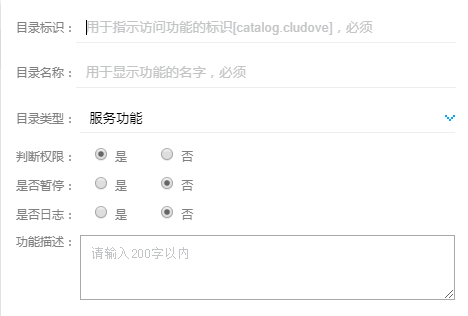 目录标识： 用于指示访问功能的标识[catalog.cludove]，必须
目录名称： 用于显示功能的名字，必须
目录类型： 服务功能
判断权限： 是 否
是否暂停： 是 否
是否日志： 是 否
功能描述： 请输入200字以内